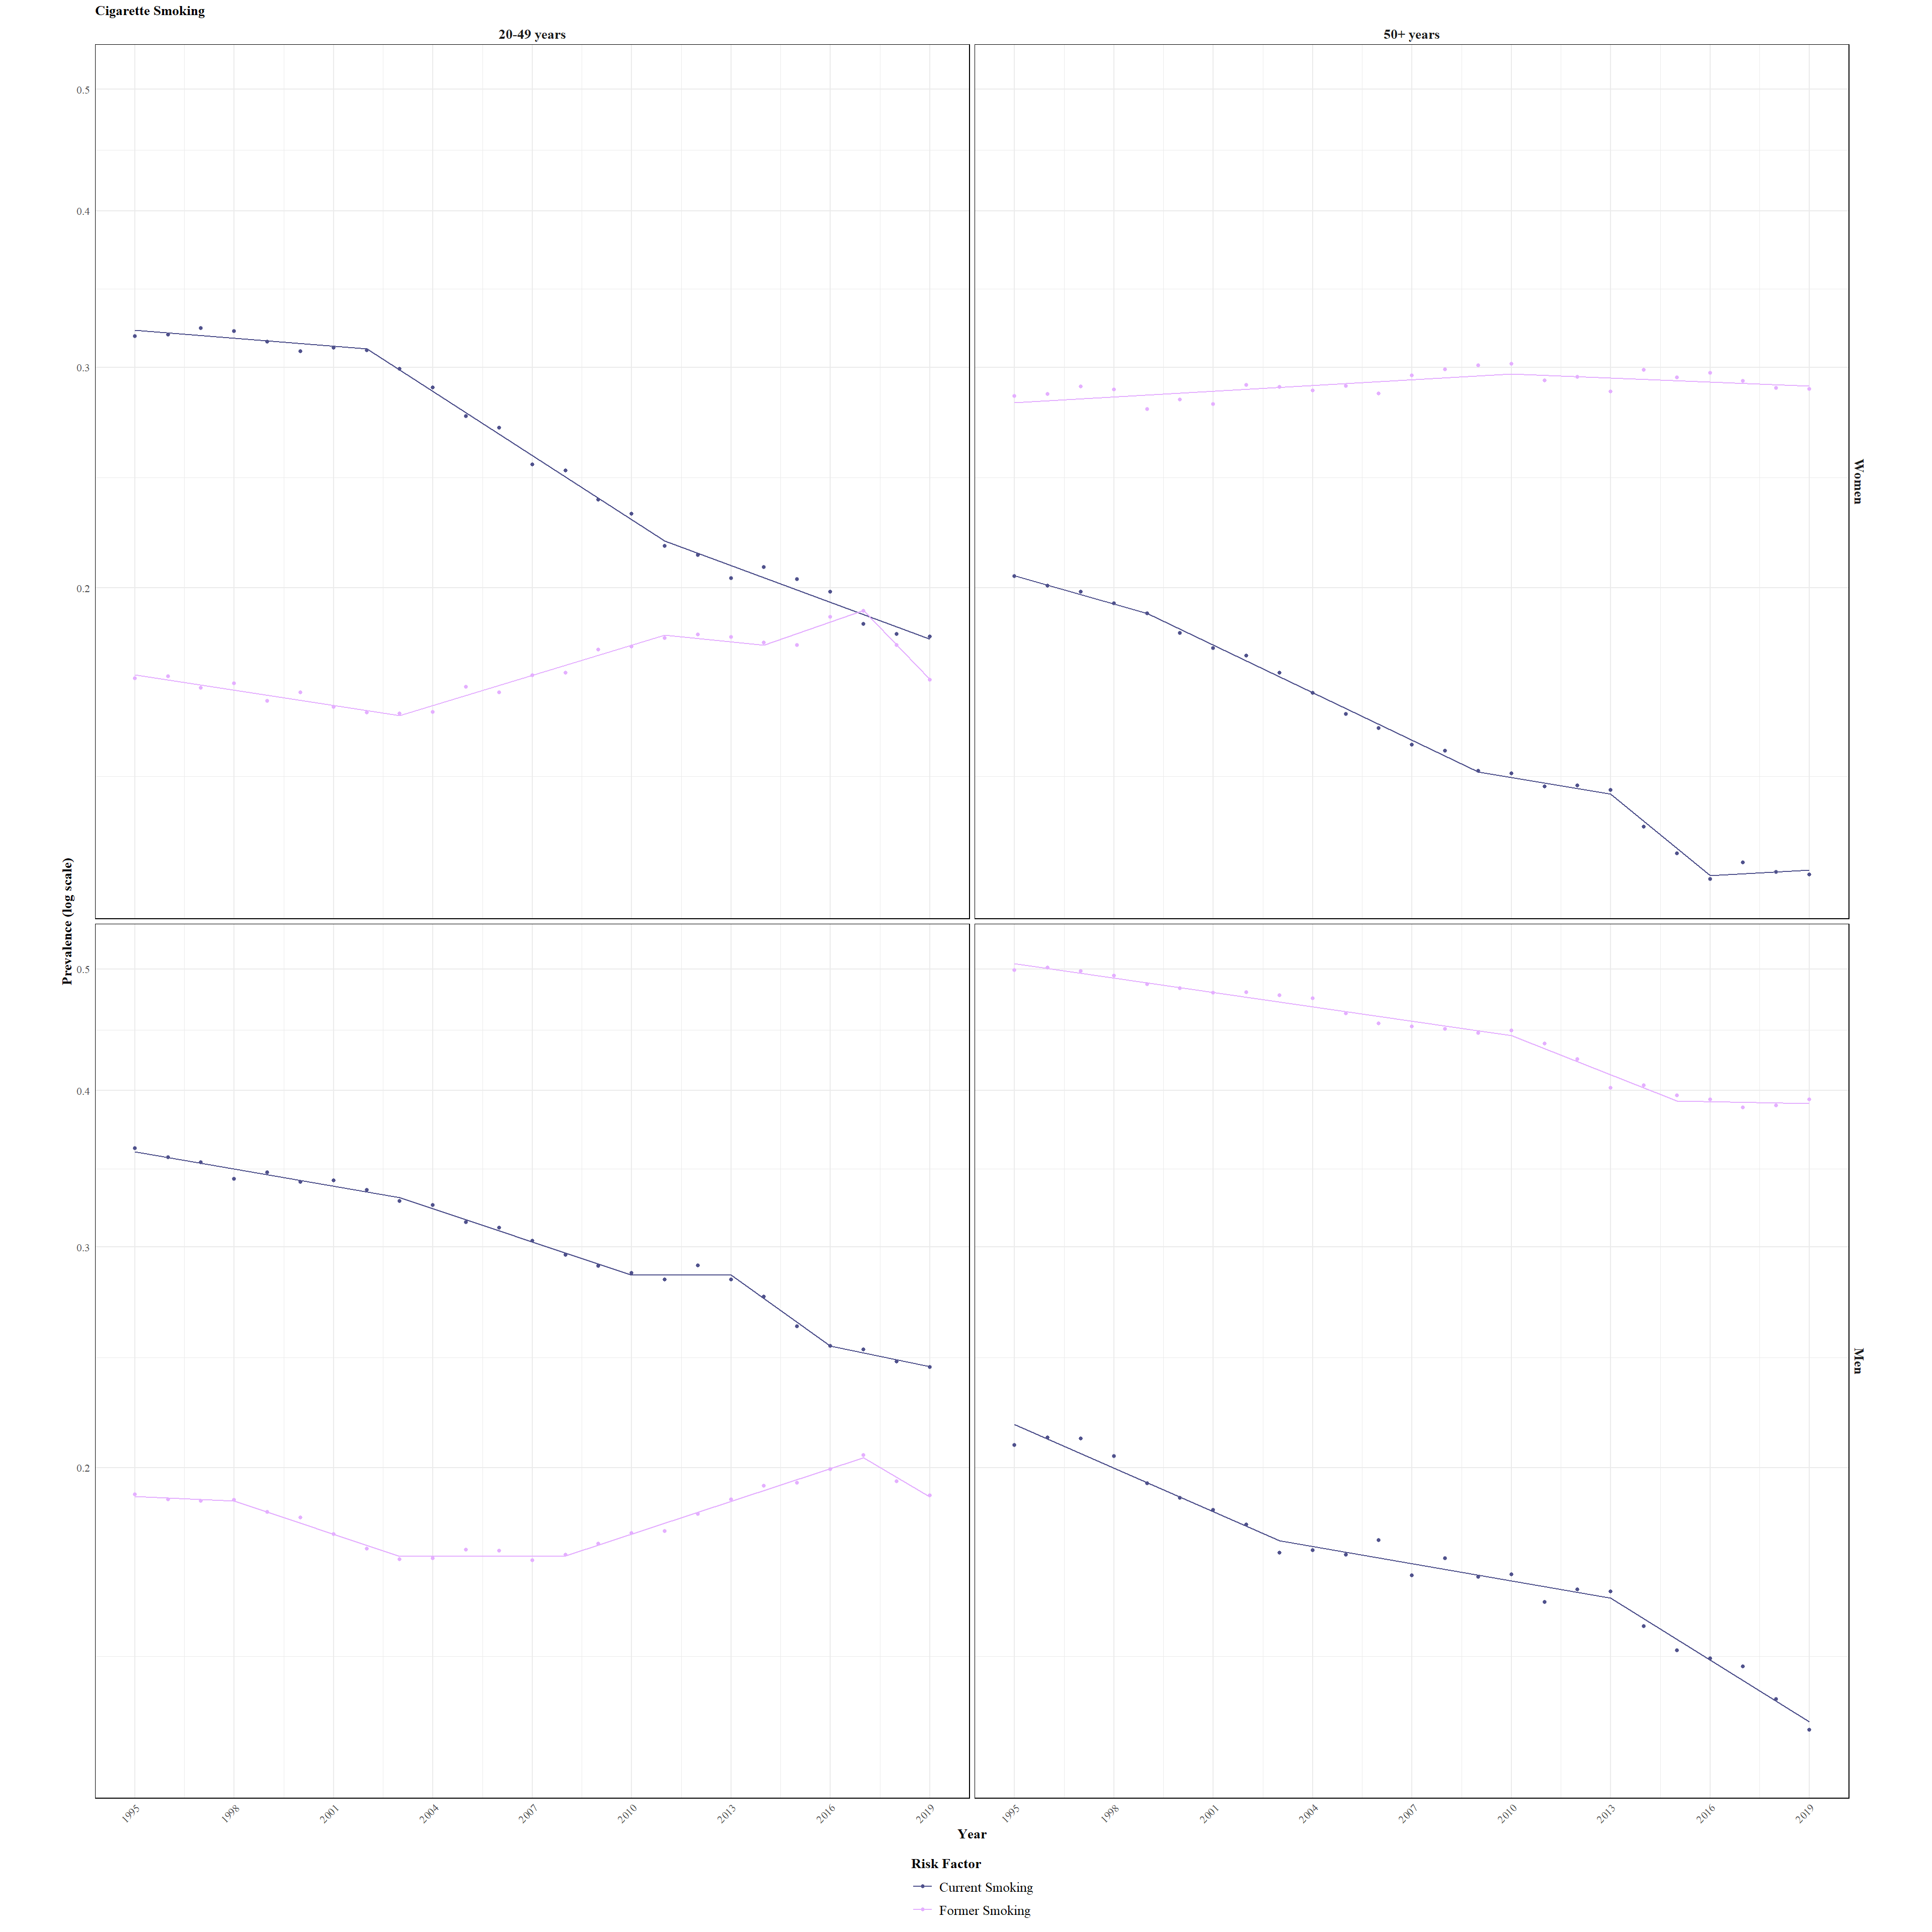 Cigarette Smoking
20-49 years
50+ years
0.5
0.4
0.3
0.2
Women
Prevalence (log scale)
0.5
0.4
0.3
0.2
Men
1995 1998 2001 2004 2007 2010 2013 2016 2019
1995 1998 2001 2004 2007 2010 2013 2016 2019
Year
Risk Factor
Current Smoking
Former Smoking